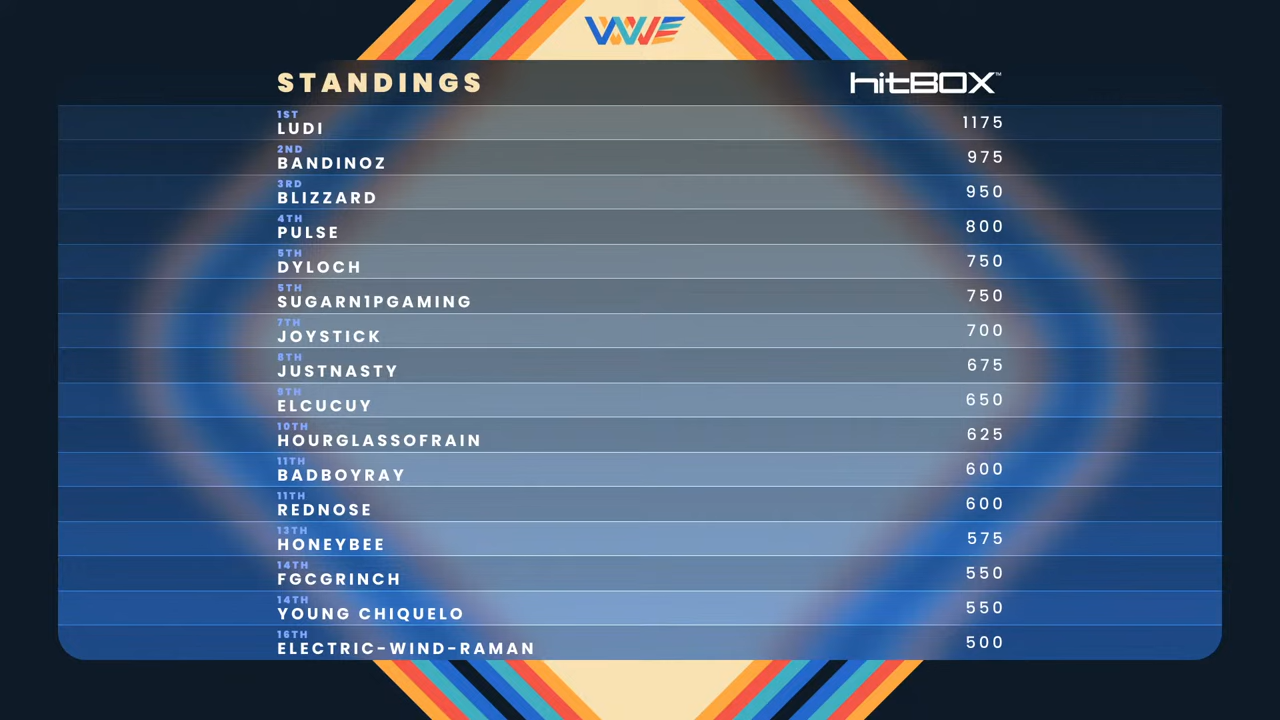 VWVE
STANDINGS
hitBOX™
1ST
LUDI
1175
2ND
BANDINOZ
975
3RD
BLIZZARD
950
4TH
PULSE
800
5TH
DYLOCH
750
5TH
SUGARN1PGAMING
750
7TH
JOYSTICK
700
8TH
JUSTNASTY
675
9TH
ELCUCUY
650
10TH
HOURGLASSOFRAIN
625
11TH
BADBOYRAY
600
11TH
REDNOSE
600
13TH
HONEYBEE
575
14TH
FGCGRINCH
550
14TH
YOUNG CHIQUELO
550
16TH
ELECTRIC-WIND-RAMAN
500